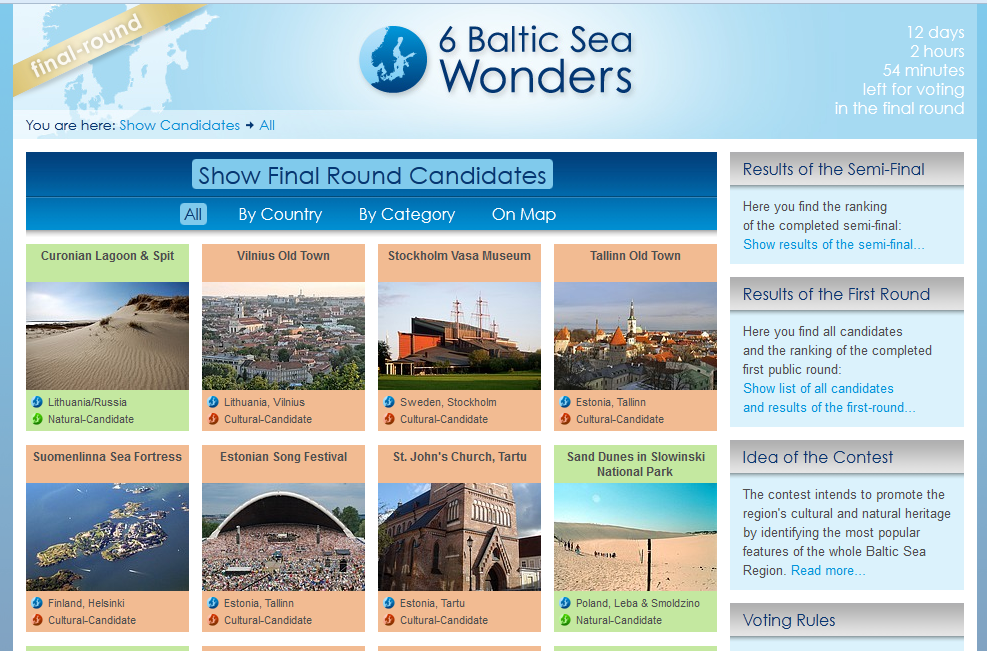 final-round
6 Baltic Sea
Wonders
12 days
2 hours
54 minutes
left for voting
in the final round
You are here: Show Candidates → All
Show Final Round Candidates
All By Country By Category On Map
Curonian Lagoon & Spit
Lithuania/Russia
Natural-Candidate
Vilnius Old Town
Lithuania, Vilnius
Cultural-Candidate
Stockholm Vasa Museum
Sweden, Stockholm
Cultural-Candidate
Tallinn Old Town
Estonia, Tallinn
Cultural-Candidate
Suomenlinna Sea Fortress
Finland, Helsinki
Cultural-Candidate
Estonian Song Festival
Estonia, Tallinn
Cultural-Candidate
St. John's Church, Tartu
Estonia, Tartu
Cultural-Candidate
Sand Dunes in Slowinski
National Park
Poland, Leba & Smoldzino
Natural-Candidate
Results of the Semi-Final
Here you find the ranking
of the completed semi-final:
Show results of the semi-final...
Results of the First Round
Here you find all candidates
and the ranking of the completed
first public round:
Show list of all candidates
and results of the first-round...
Idea of the Contest
The contest intends to promote the
region's cultural and natural heritage
by identifying the most popular
features of the whole Baltic Sea
Region. Read more...
Voting Rules